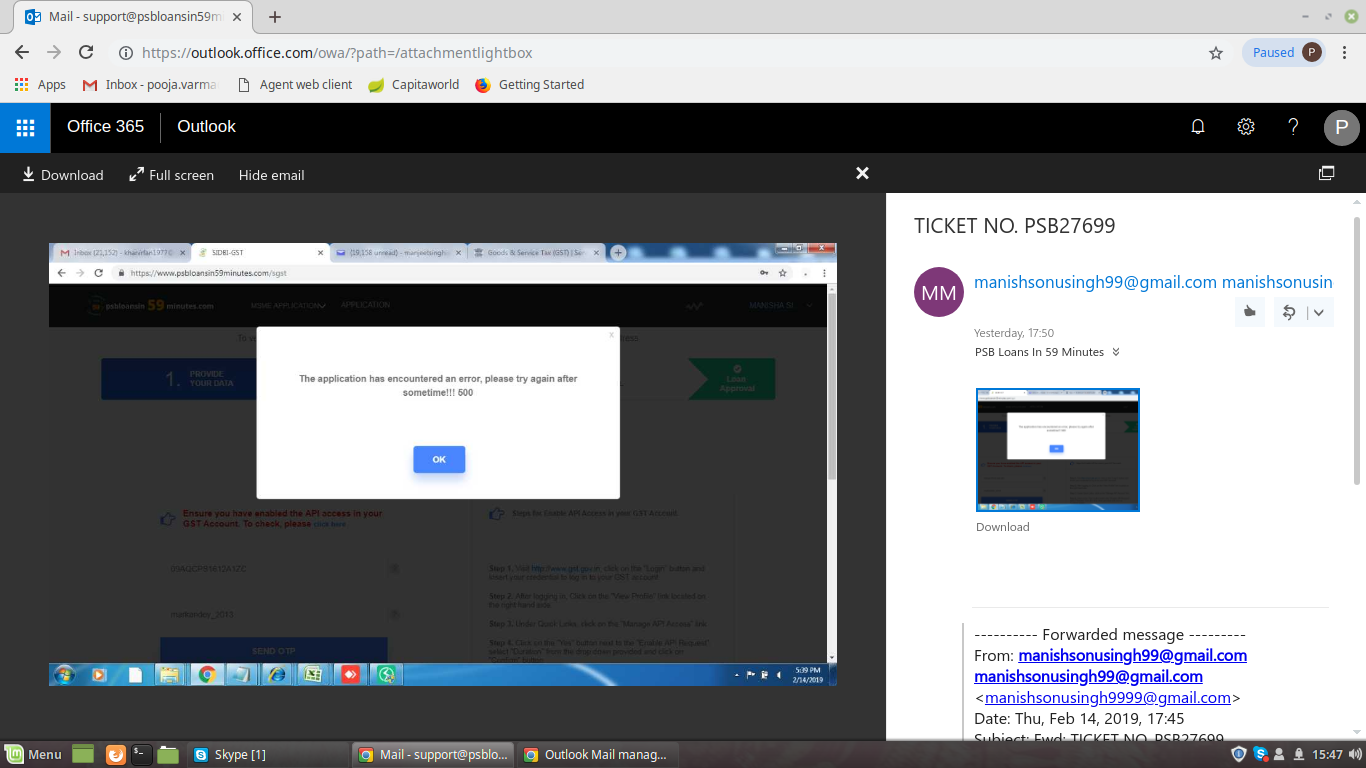 Mail - support@psbloansin59m
https://outlook.office.com/owa/?path=/attachmentlightbox
Paused P
Apps Inbox - pooja.varma Agent web client Capitaworld Getting Started
Office 365 Outlook
? P
Download Full screen Hide email
Inbox (21,152) - khanirfan1977@ SIDBI-GST (19,158 unread) - manjeetsingh Goods & Service Tax (GST) | Ser
https://www.psbloansin59minutes.com/sgst
psbloansin 59 minutes.com MSME APPLICATION APPLICATION
1. PROVIDE YOUR DATA
Loan Approval
x
The application has encountered an error, please try again after
sometime!!! 500
OK
Ensure you have enabled the API access in your
GST Account. To check, please click here
Steps for Enable API Access in your GST Account
Step 1. Visit http://www.gst.gov.in, click on the "Login" button and
insert your credential to log in to your GST account
Step 2. After logging in, Click on the "View Profile" link located on
the right hand side
Step 3. Under Quick Links, click on the "Manage API Access" link
Step 4. Click on the "Yes" button next to the "Enable API Request",
select "Duration" from the dropdown provided and click on
"Confirm" button
markandey_2013
SEND OTP
5:39 PM
2/14/2019
TICKET NO. PSB27699
MM
manishsonusingh99@gmail.com manishsonusin
Yesterday, 17:50
PSB Loans In 59 Minutes
Download
---------- Forwarded message ---------
From: manishsonusingh99@gmail.com
manishsonusingh99@gmail.com
<manishsonusingh9999@gmail.com>
Date: Thu, Feb 14, 2019, 17:45
Subject: Fwd: TICKET NO. PSB27699
Menu Skype [1] Mail - support@psblo... Outlook Mail manag... 15:47